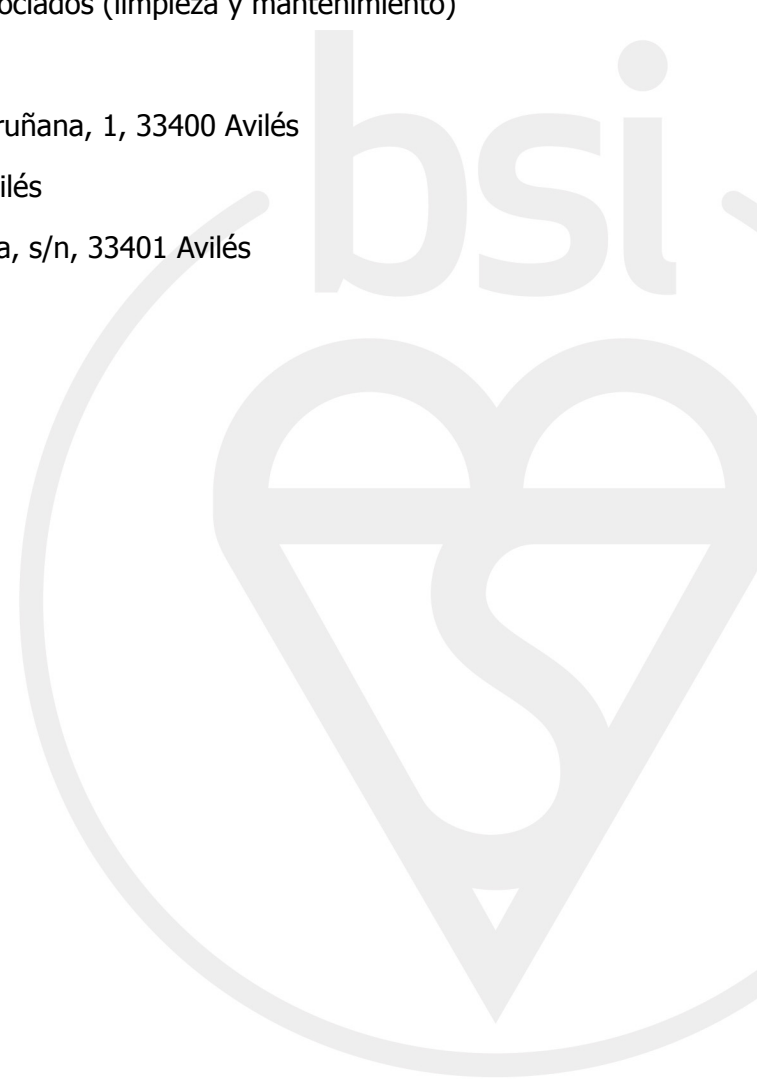 ociados (limpieza y mantenimiento)
bsi
ruñana, 1, 33400 Avilés
ilés
a, s/n, 33401 Avilés